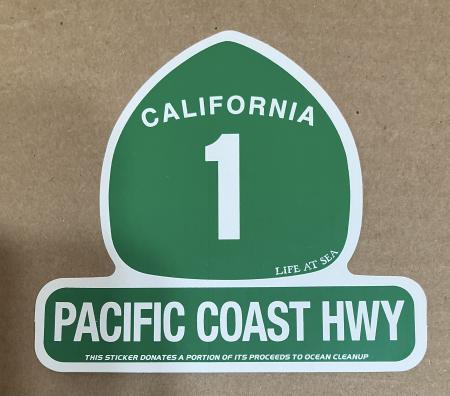 CALIFORNIA
1
LIFE AT SEA
PACIFIC COAST HWY
THIS STICKER DONATES A PORTION OF ITS PROCEEDS TO OCEAN CLEANUP